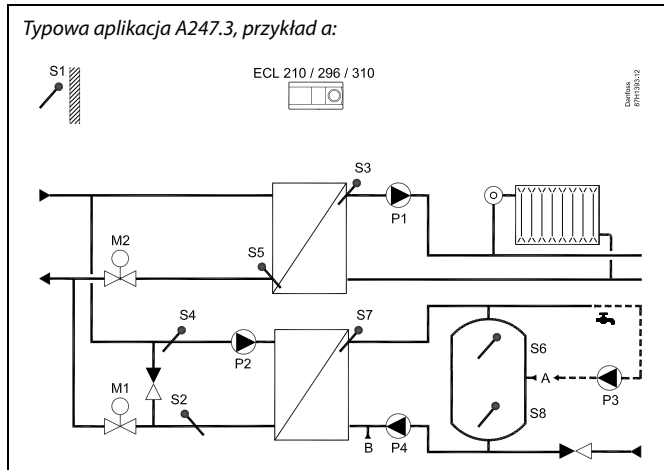 Typowa aplikacja A247.3, przykład a:
S1
ECL 210 / 296 / 310
Danfoss
87H1393.12
S3
P1
M2
S5
S4
S7
P2
S6
A
P3
M1
S2
S8
B
P4